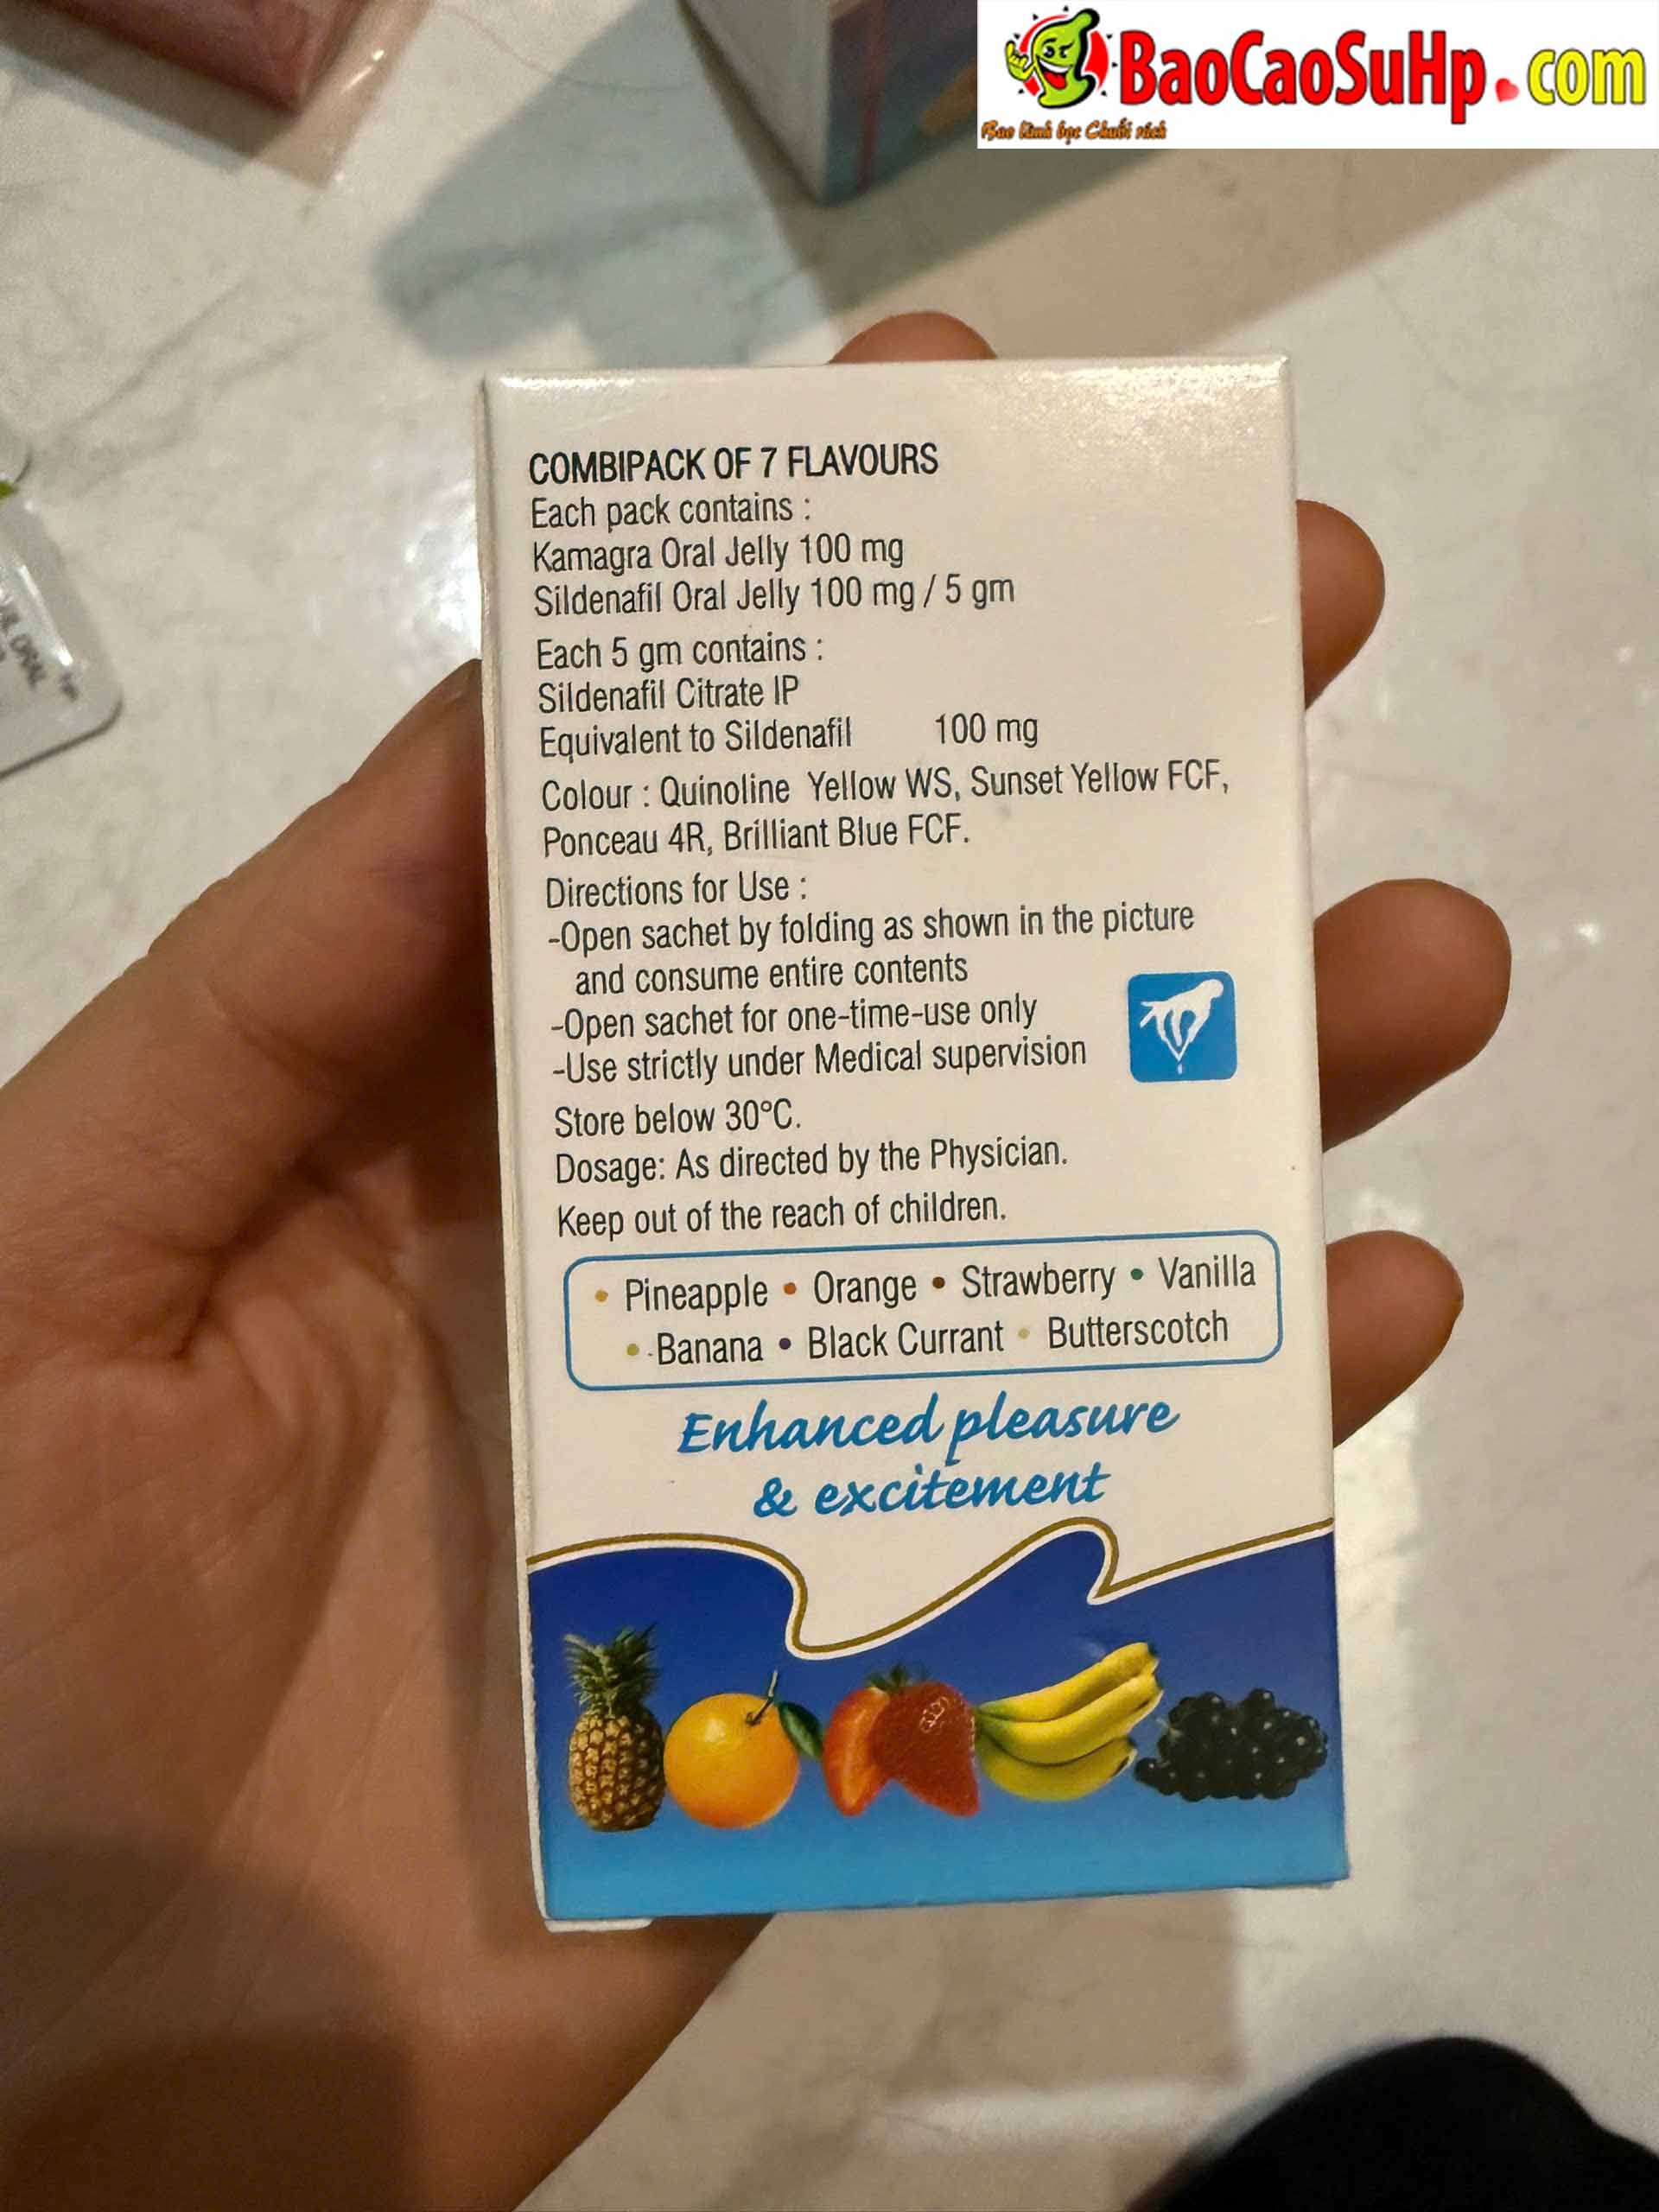 BaoCaoSuHp.com
Bao lành bọc Chuối rách
COMBIPACK OF 7 FLAVOURS
Each pack contains :
Kamagra Oral Jelly 100 mg
Sildenafil Oral Jelly 100 mg / 5 gm
Each 5 gm contains :
Sildenafil Citrate IP
Equivalent to Sildenafil 100 mg
Colour : Quinoline Yellow WS, Sunset Yellow FCF,
Ponceau 4R, Brilliant Blue FCF.
Directions for Use :
-Open sachet by folding as shown in the picture
and consume entire contents
-Open sachet for one-time-use only
-Use strictly under Medical supervision
Store below 30°C.
Dosage: As directed by the Physician.
Keep out of the reach of children.
• Pineapple • Orange • Strawberry • Vanilla
• Banana • Black Currant • Butterscotch
Enhanced pleasure
& excitement